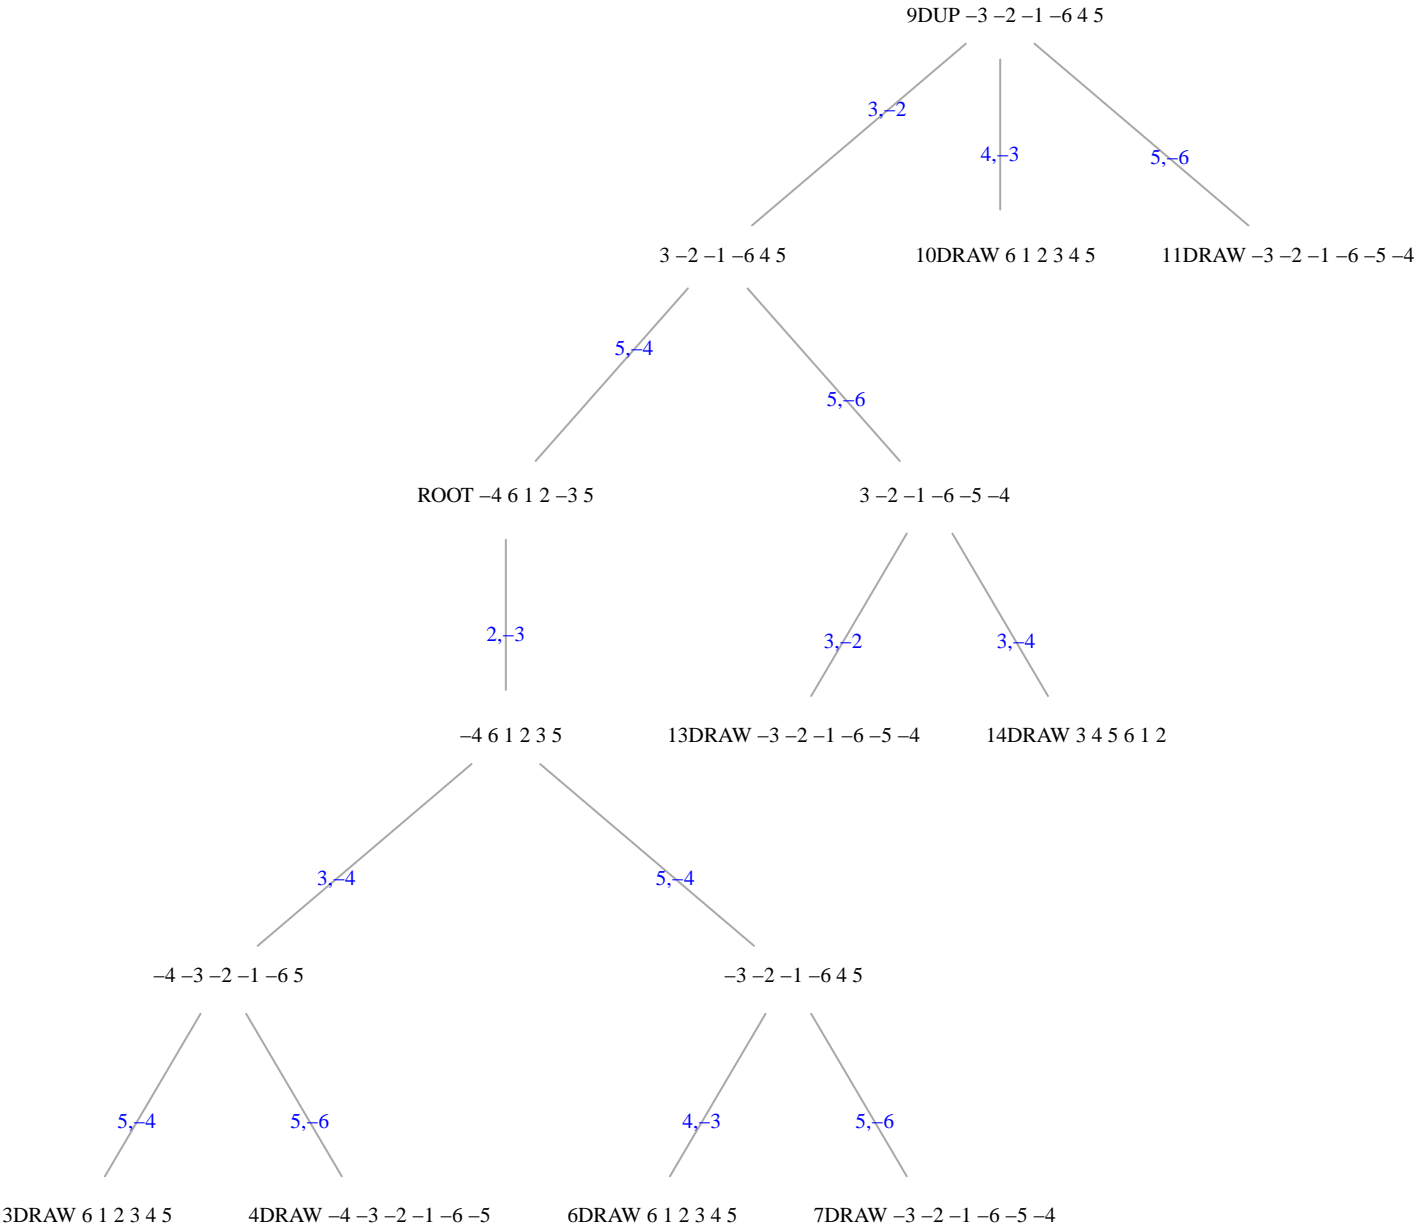 9DUP –3 –2 –1 –6 4 5
3,–2
4,–3
5,–6
3 –2 –1 –6 4 5
10DRAW 6 1 2 3 4 5
11DRAW –3 –2 –1 –6 –5 –4
5,–4
5,–6
ROOT –4 6 1 2 –3 5
3 –2 –1 –6 –5 –4
2,–3
3,–2
3,–4
–4 6 1 2 3 5
13DRAW –3 –2 –1 –6 –5 –4
14DRAW 3 4 5 6 1 2
3,–4
5,–4
–4 –3 –2 –1 –6 5
–3 –2 –1 –6 4 5
5,–4
5,–6
4,–3
5,–6
3DRAW 6 1 2 3 4 5
4DRAW –4 –3 –2 –1 –6 –5
6DRAW 6 1 2 3 4 5
7DRAW –3 –2 –1 –6 –5 –4